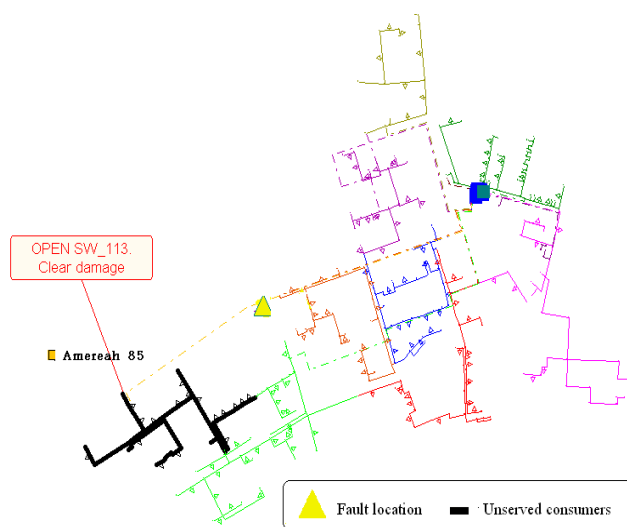 OPEN SW_113.
Clear damage
Amereah 85
Fault location
Unserved consumers